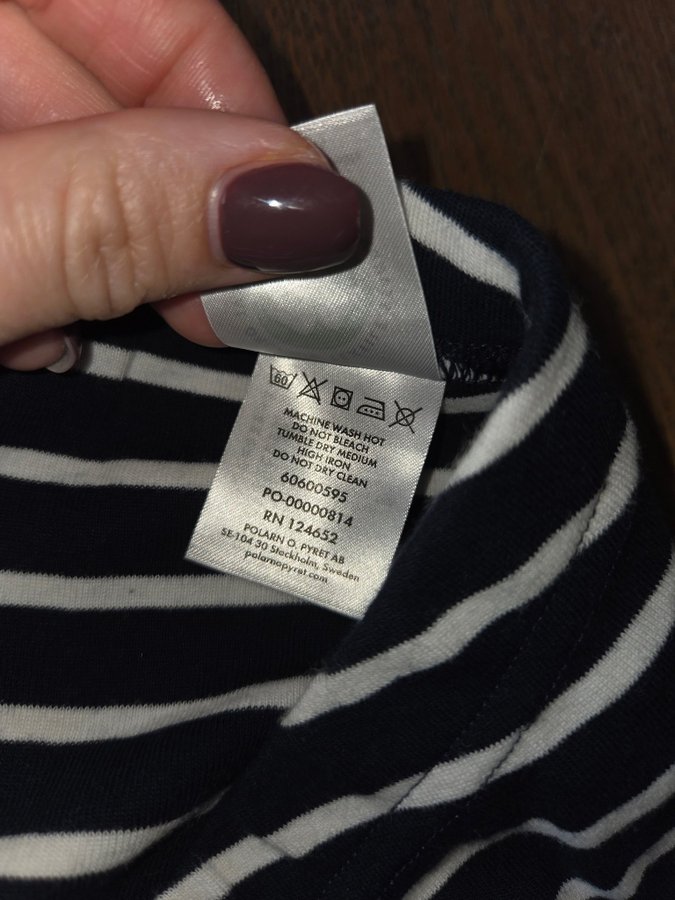 60
MACHINE WASH HOT
DO NOT BLEACH
TUMBLE DRY MEDIUM
HIGH IRON
DO NOT DRY CLEAN
60600595
PO-00000814
RN 124652
POLARN O. PYRET AB
SE-104 30 Stockholm, Sweden
polarnopyret.com